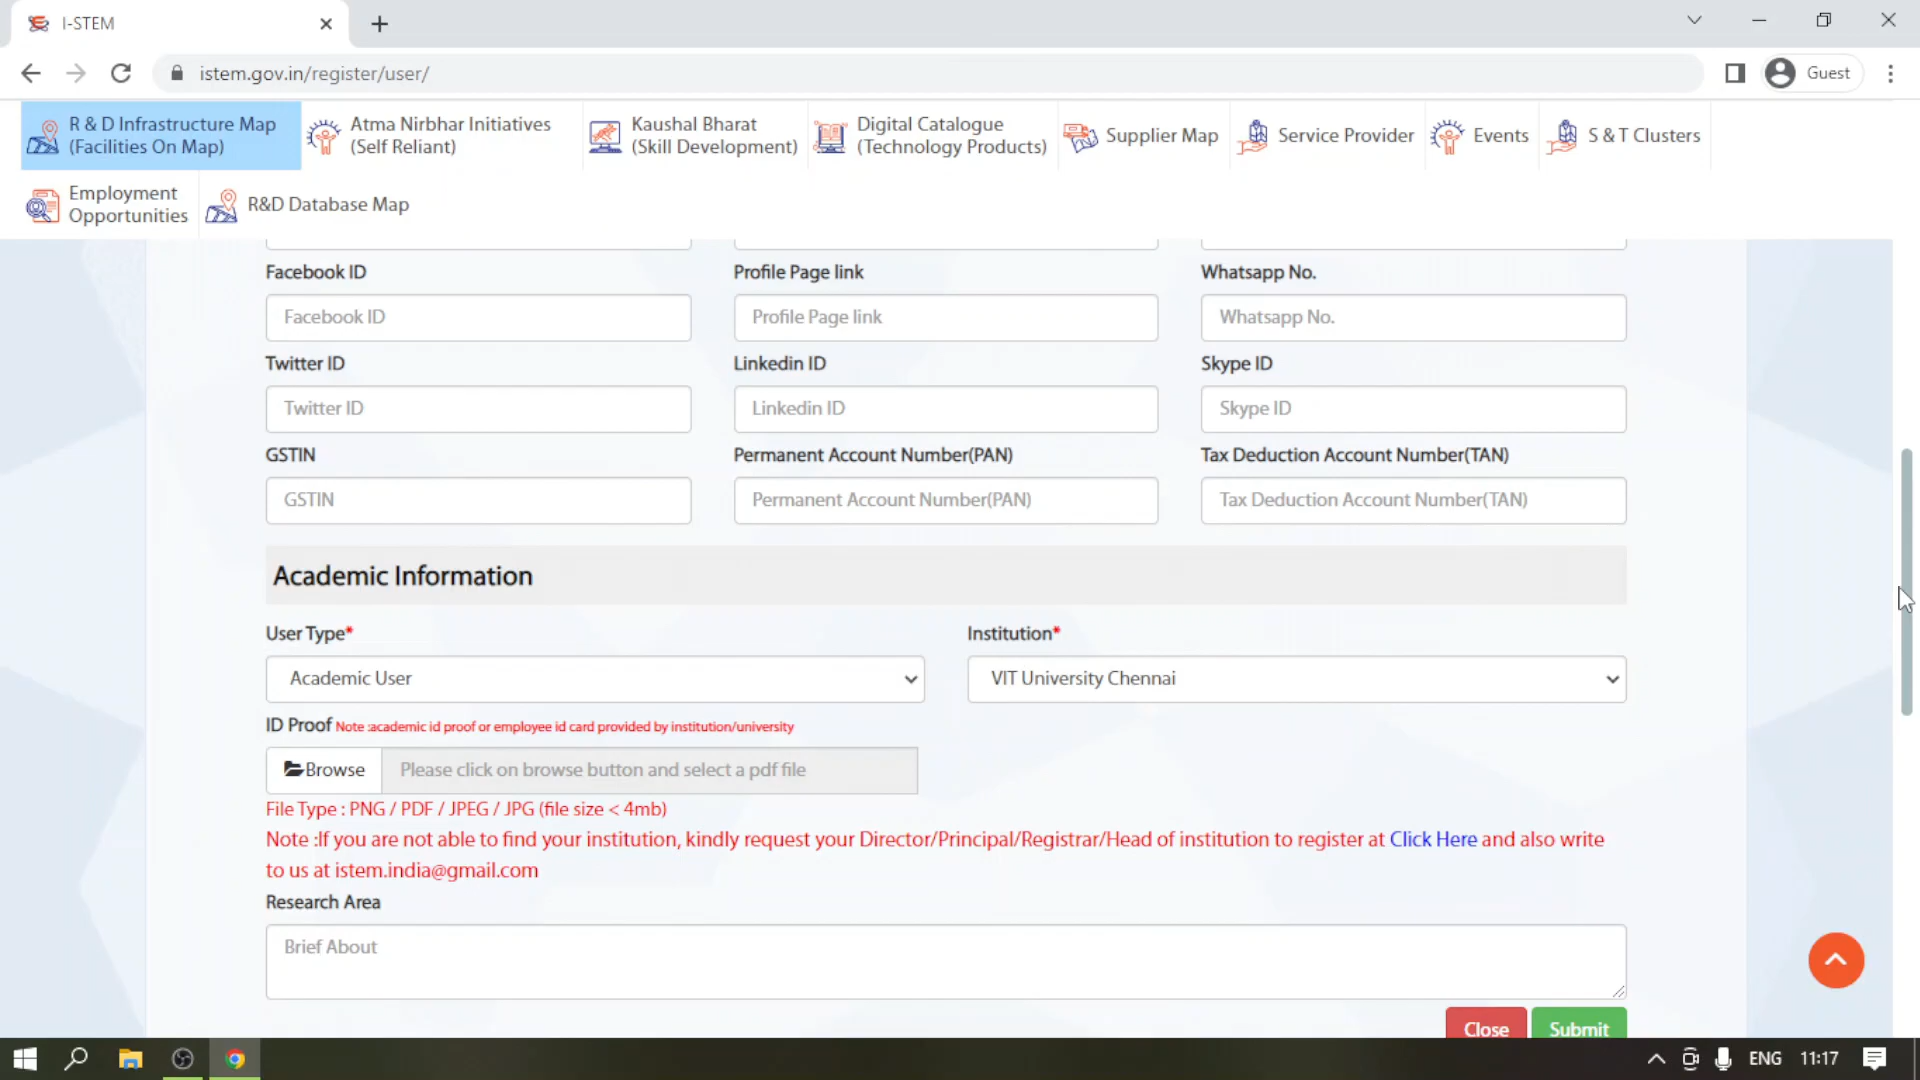 I-STEM
istem.gov.in/register/user/
Guest
R & D Infrastructure Map
(Facilities On Map)
Atma Nirbhar Initiatives
(Self Reliant)
Kaushal Bharat
(Skill Development)
Digital Catalogue
(Technology Products)
Supplier Map
Service Provider
Events
S & T Clusters
Employment
Opportunities
R&D Database Map
Facebook ID Profile Page link Whatsapp No.
Facebook ID Profile Page link Whatsapp No.
Twitter ID Linkedin ID Skype ID
Twitter ID Linkedin ID Skype ID
GSTIN Permanent Account Number(PAN) Tax Deduction Account Number(TAN)
GSTIN Permanent Account Number(PAN) Tax Deduction Account Number(TAN)
Academic Information
User Type* Institution*
Academic User VIT University Chennai
ID Proof Note :academic id proof or employee id card provided by institution/university
Browse Please click on browse button and select a pdf file
File Type : PNG / PDF / JPEG / JPG (file size < 4mb)
Note :If you are not able to find your institution, kindly request your Director/Principal/Registrar/Head of institution to register at Click Here and also write
to us at istem.india@gmail.com
Research Area
Brief About
Close Submit
ENG 11:17